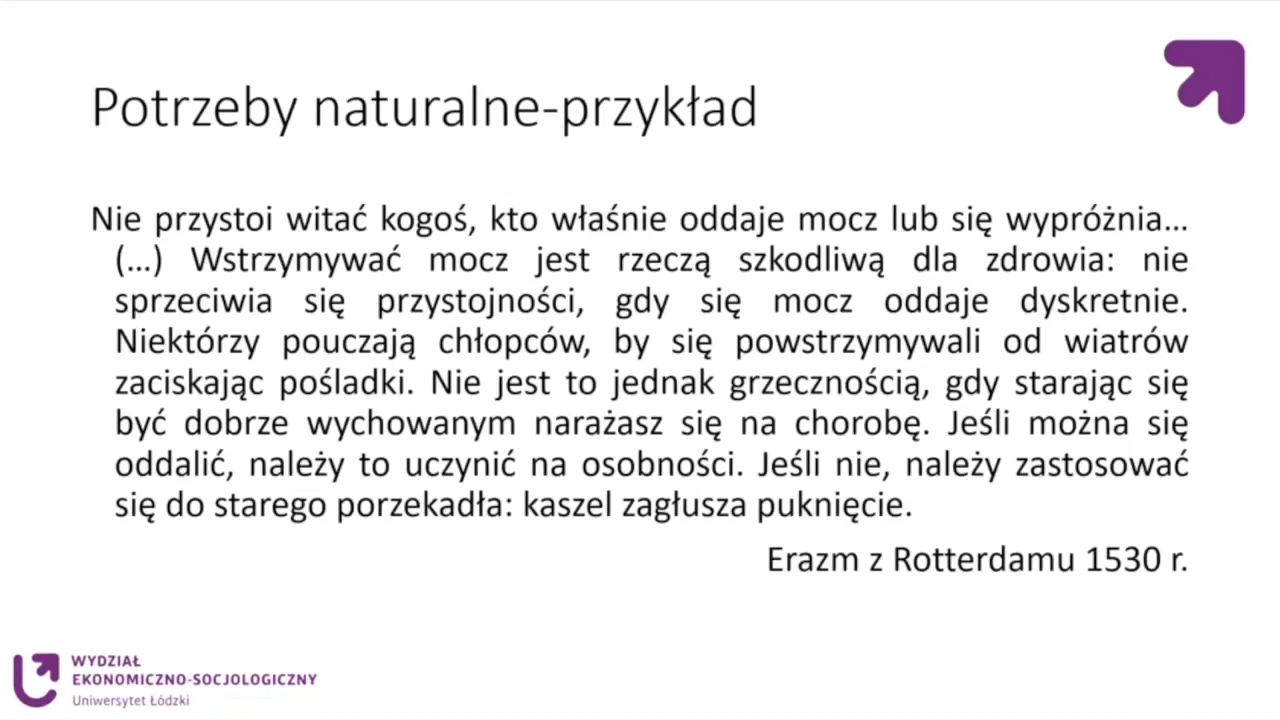 Potrzeby naturalne-przykład
Nie przystoi witać kogoś, kto właśnie oddaje mocz lub się wypróżnia...
(...) Wstrzymywać mocz jest rzeczą szkodliwą dla zdrowia: nie
sprzeciwia się przystojności, gdy się mocz oddaje dyskretnie.
Niektórzy pouczają chłopców, by się powstrzymywali od wiatrów
zaciskając pośladki. Nie jest to jednak grzecznością, gdy starając się
być dobrze wychowanym narażasz się na chorobę. Jeśli można się
oddalić, należy to uczynić na osobności. Jeśli nie, należy zastosować
się do starego porzekadła: kaszel zagłusza puknięcie.
Erazm z Rotterdamu 1530 r.
WYDZIAŁ
EKONOMICZNO-SOCJOLOGICZNY
Uniwersytet Łódzki